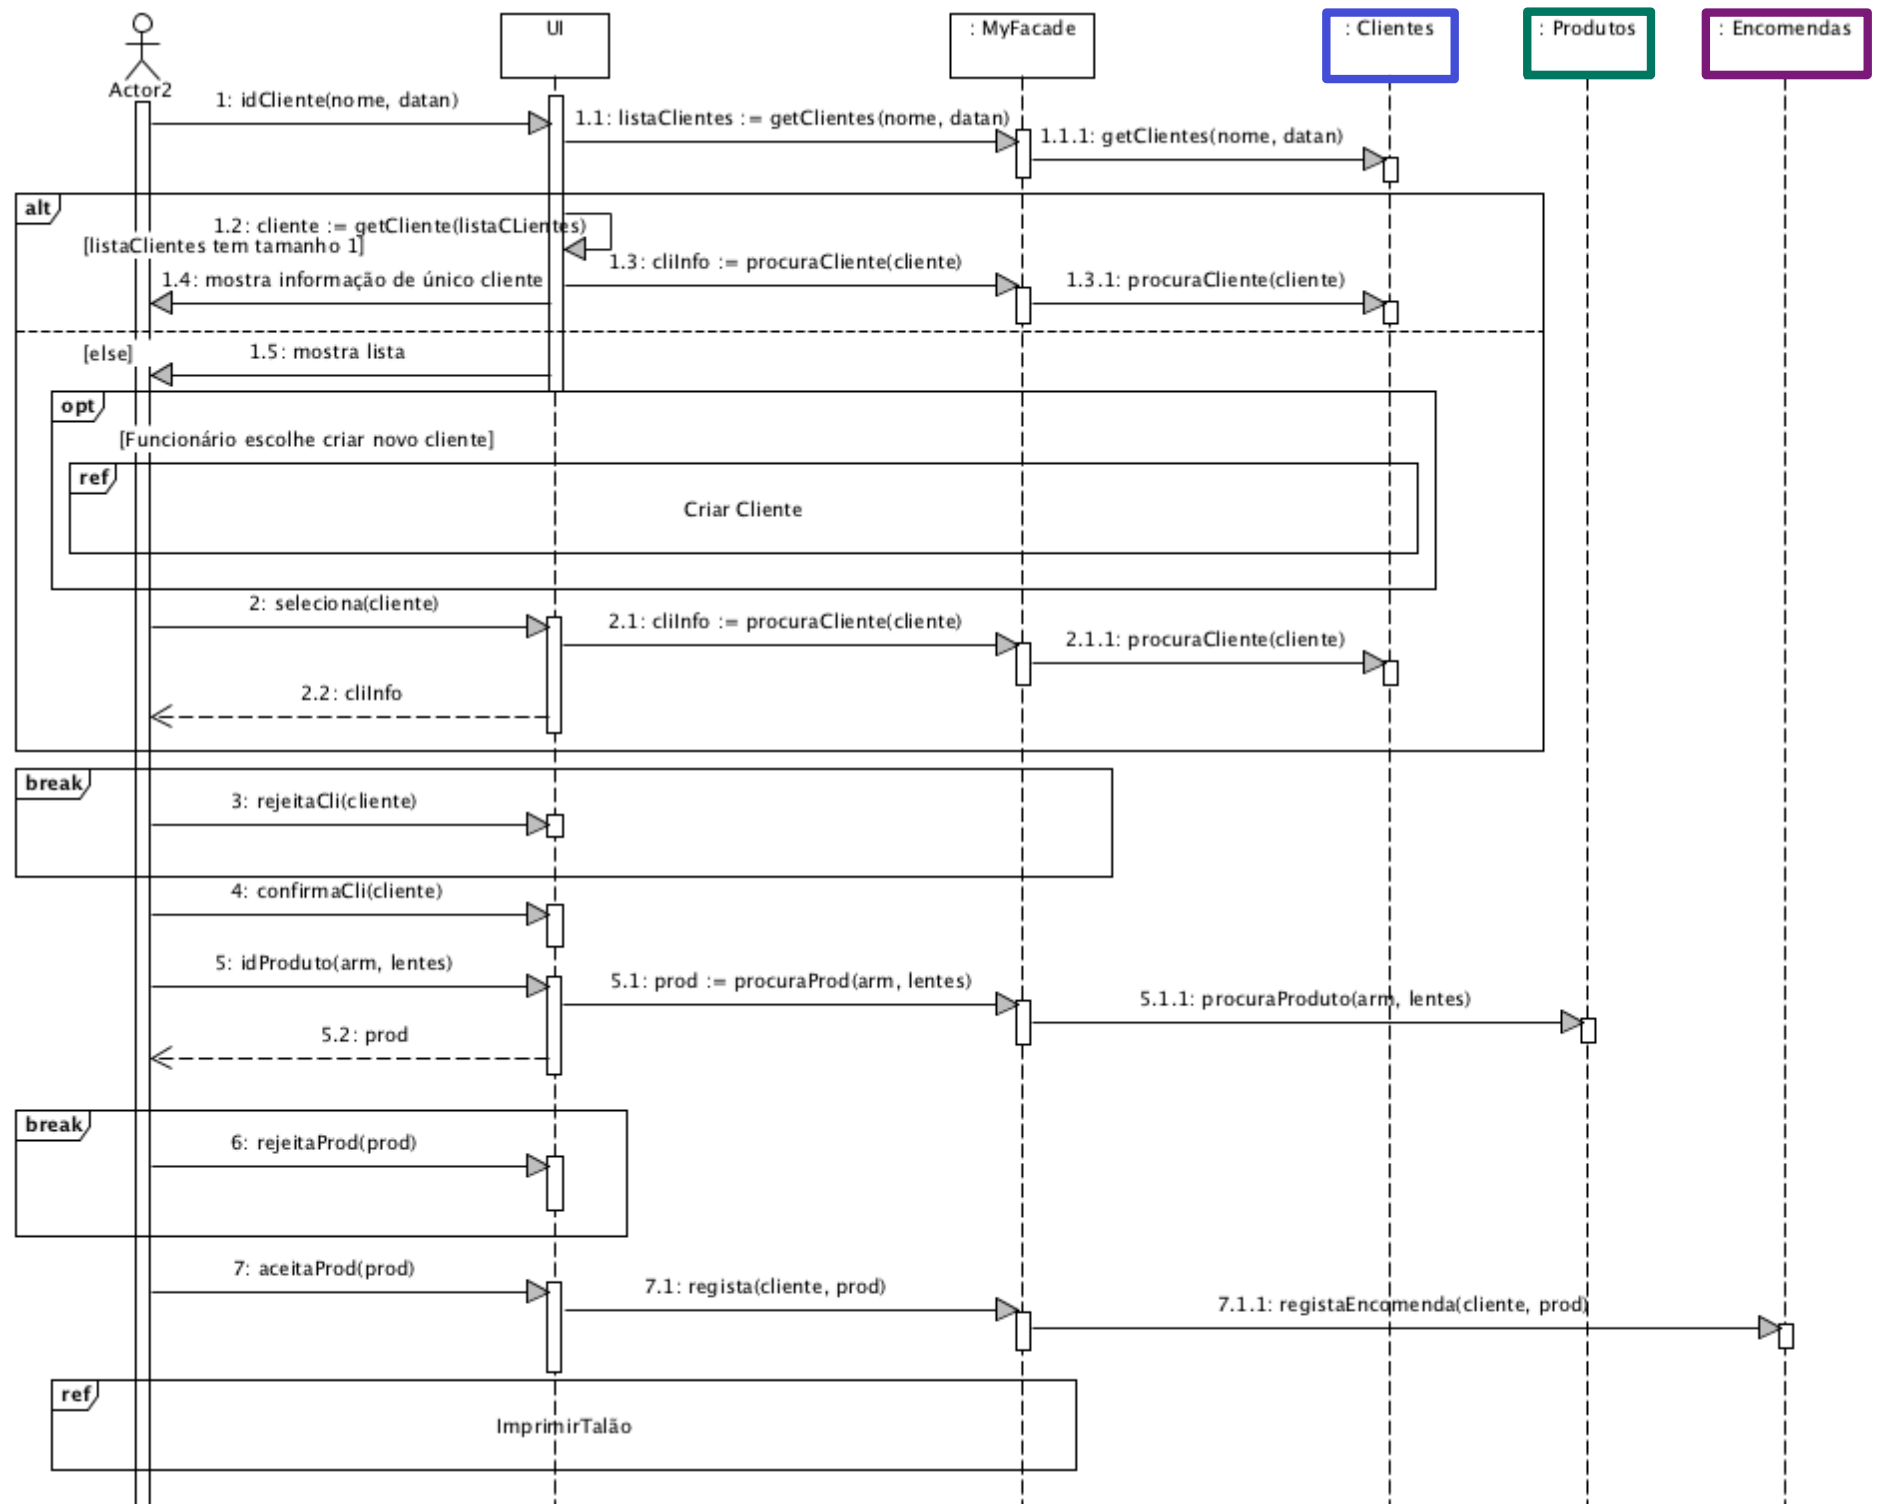 UI
: MyFacade
: Clientes
: Produtos
: Encomendas
Actor2
1: idCliente(nome, datan)
1.1: listaClientes := getClientes(nome, datan)
1.1.1: getClientes(nome, datan)
alt
1.2: cliente := getCliente(listaCLientes)
[listaClientes tem tamanho 1]
1.3: cliInfo := procuraCliente(cliente)
1.4: mostra informação de único cliente
1.3.1: procuraCliente(cliente)
[else]
1.5: mostra lista
opt
[Funcionário escolhe criar novo cliente]
ref
Criar Cliente
2: seleciona(cliente)
2.1: cliInfo := procuraCliente(cliente)
2.1.1: procuraCliente(cliente)
2.2: cliInfo
break
3: rejeitaCli(cliente)
4: confirmaCli(cliente)
5: idProduto(arm, lentes)
5.1: prod := procuraProd(arm, lentes)
5.1.1: procuraProduto(arm, lentes)
5.2: prod
break
6: rejeitaProd(prod)
7: aceitaProd(prod)
7.1: regista(cliente, prod)
7.1.1: registaEncomenda(cliente, prod)
ref
ImprimirTalão